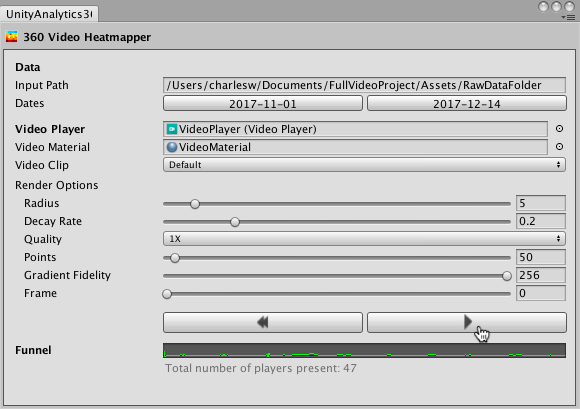 UnityAnalytics3
360 Video Heatmapper
Data
Input Path /Users/charlesw/Documents/FullVideoProject/Assets/RawDataFolder
Dates 2017-11-01 2017-12-14
Video Player VideoPlayer (Video Player)
Video Material VideoMaterial
Video Clip Default
Render Options
Radius 5
Decay Rate 0.2
Quality 1X
Points 50
Gradient Fidelity 256
Frame 0
Funnel
Total number of players present: 47